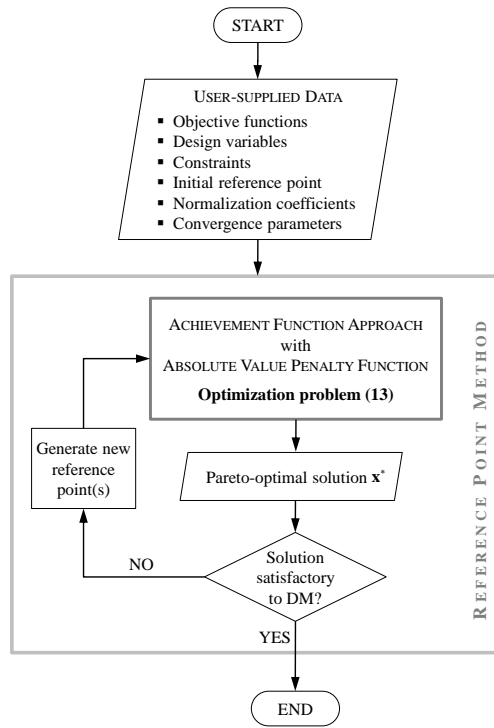 START
USER-SUPPLIED DATA
▪ Objective functions
▪ Design variables
▪ Constraints
▪ Initial reference point
▪ Normalization coefficients
▪ Convergence parameters
ACHIEVEMENT FUNCTION APPROACH
with
ABSOLUTE VALUE PENALTY FUNCTION
Optimization problem (13)
Generate new
reference
point(s)
Pareto-optimal solution x*
Solution
satisfactory
to DM?
NO
YES
END
REFERENCE POINT METHOD